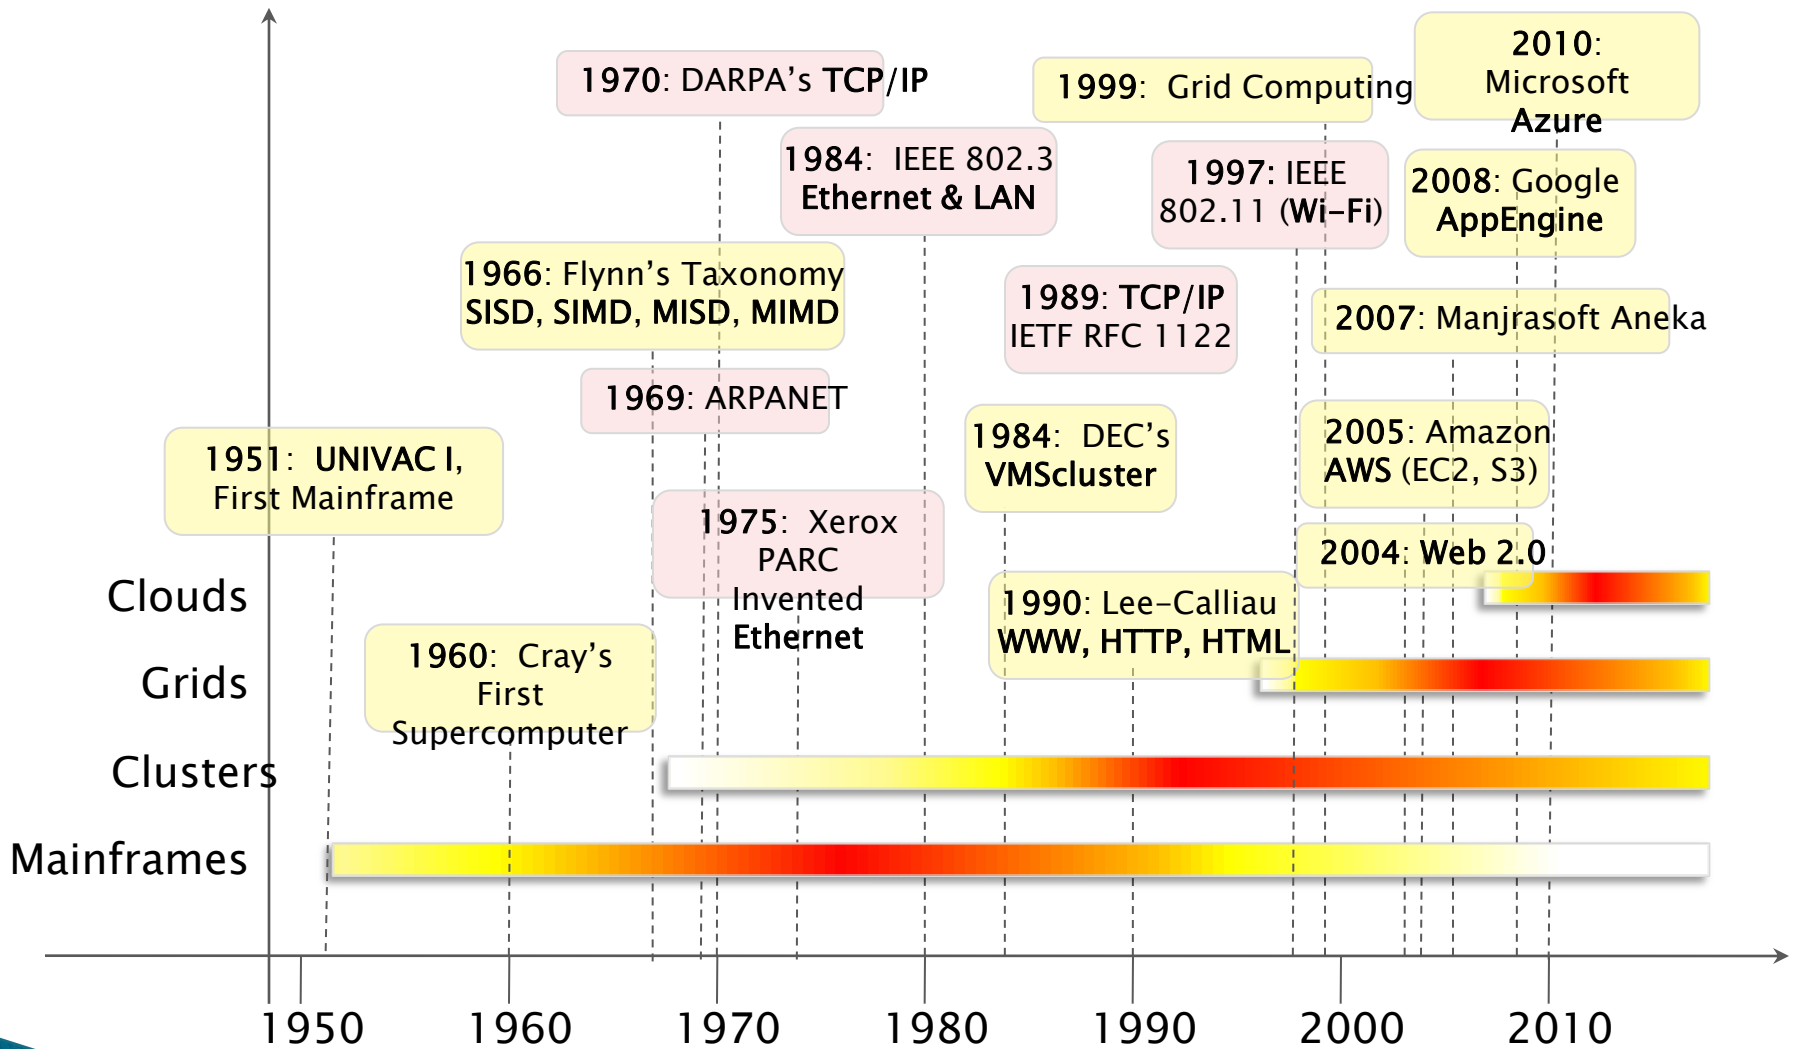 2010:
Microsoft
Azure
1970: DARPA’s TCP/IP
1999: Grid Computing
1984: IEEE 802.3
Ethernet & LAN
1997: IEEE
802.11 (Wi-Fi)
2008: Google
AppEngine
1966: Flynn’s Taxonomy
SISD, SIMD, MISD, MIMD
1989: TCP/IP
IETF RFC 1122
2007: Manjrasoft Aneka
1969: ARPANET
1951: UNIVAC I,
First Mainframe
1984: DEC’s
VMScluster
2005: Amazon
AWS (EC2, S3)
1975: Xerox
PARC
Invented
Ethernet
2004: Web 2.0
1990: Lee-Calliau
WWW, HTTP, HTML
1960: Cray’s
First
Supercomputer
Clouds
Grids
Clusters
Mainframes
1950 1960 1970 1980 1990 2000 2010